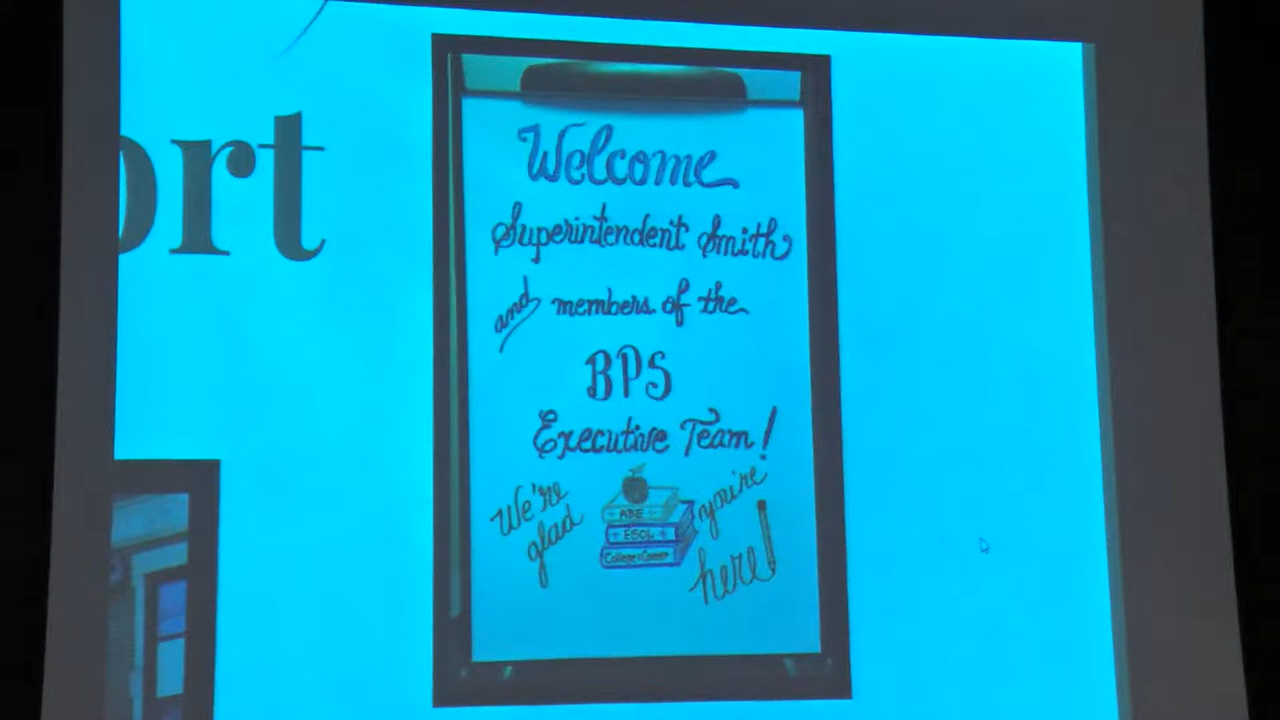 ort
Welcome
Superintendent Smith
and members of the
BPS
Executive Team!
We're
glad
you're
here!
ABE
ESOL
College & Career